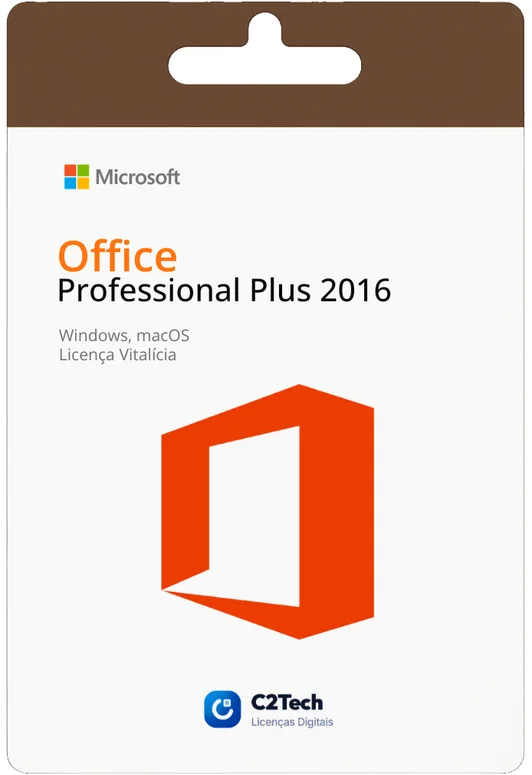 Microsoft
Office
Professional Plus 2016
Windows, macOS
Licença Vitalícia
C2Tech
Licenças Digitais